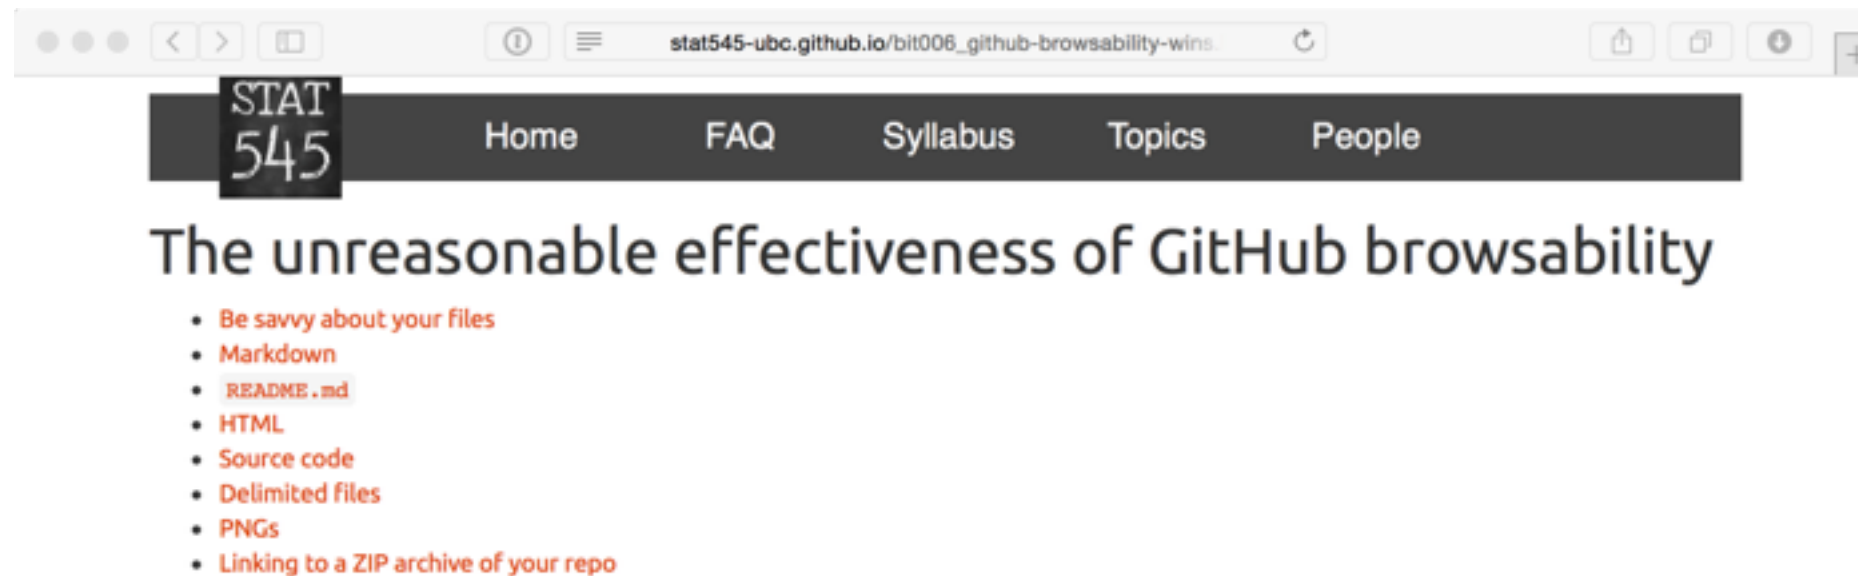 stat545-ubc.github.io/bit006_github-browsability-wins.
STAT
545
Home FAQ Syllabus Topics People
The unreasonable effectiveness of GitHub browsability
• Be savvy about your files
• Markdown
• README.md
• HTML
• Source code
• Delimited files
• PNGs
• Linking to a ZIP archive of your repo